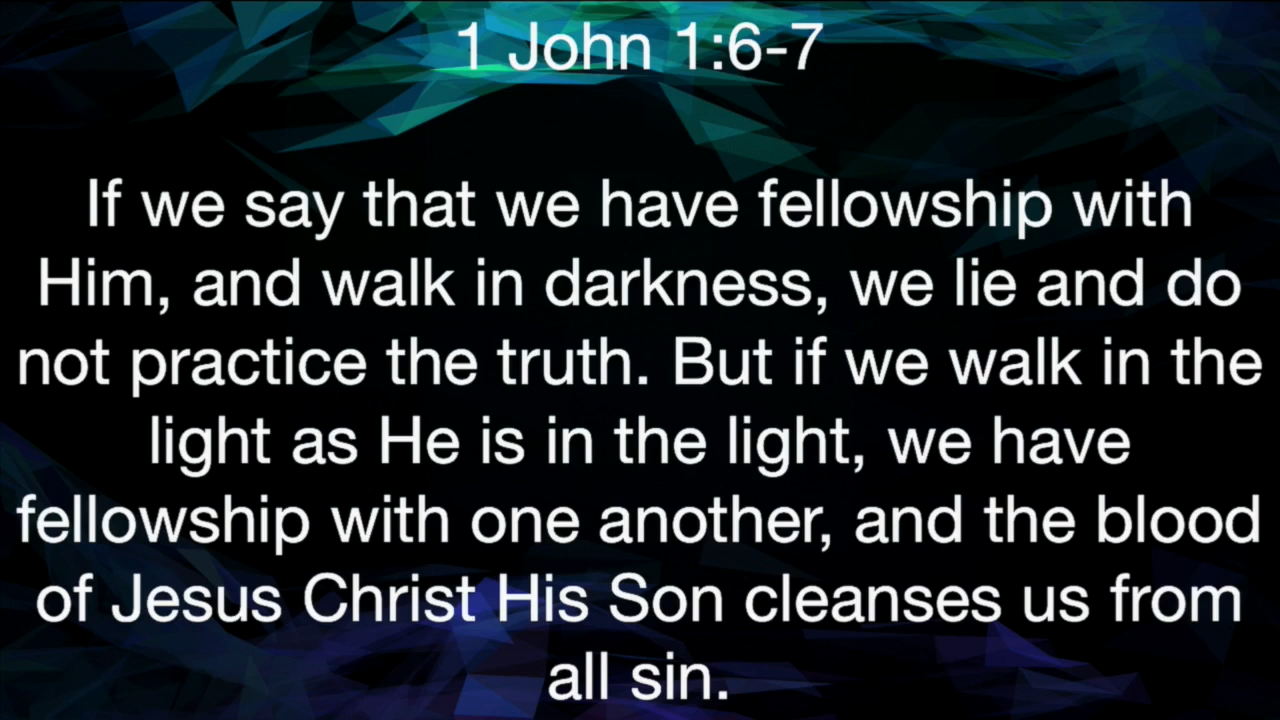 1 John 1:6-7
If we say that we have fellowship with
Him, and walk in darkness, we lie and do
not practice the truth. But if we walk in the
light as He is in the light, we have
fellowship with one another, and the blood
of Jesus Christ His Son cleanses us from
all sin.